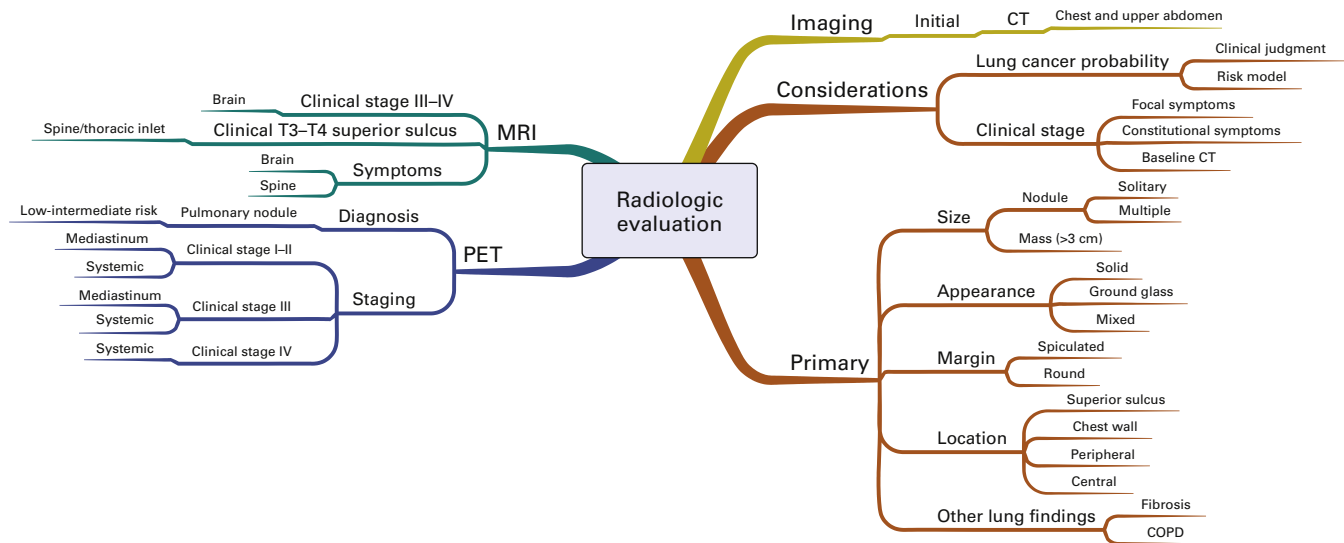 Radiologic
evaluation
Imaging
Initial
CT
Chest and upper abdomen
Considerations
Lung cancer probability
Clinical judgment
Risk model
Clinical stage
Focal symptoms
Constitutional symptoms
Baseline CT
Primary
Size
Nodule
Solitary
Multiple
Mass (>3 cm)
Appearance
Solid
Ground glass
Mixed
Margin
Spiculated
Round
Location
Superior sulcus
Chest wall
Peripheral
Central
Other lung findings
Fibrosis
COPD
MRI
Clinical stage III–IV
Brain
Clinical T3–T4 superior sulcus
Spine/thoracic inlet
Symptoms
Brain
Spine
PET
Diagnosis
Pulmonary nodule
Low-intermediate risk
Staging
Clinical stage I–II
Mediastinum
Systemic
Clinical stage III
Mediastinum
Systemic
Clinical stage IV
Systemic